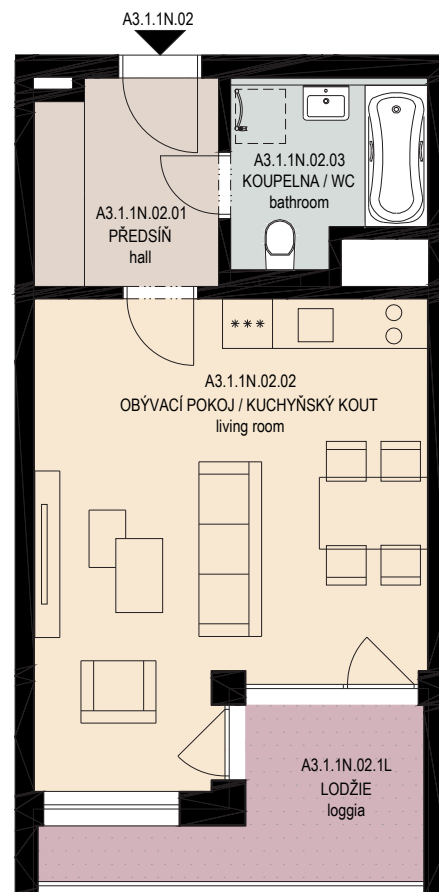 A3.1.1N.02
A3.1.1N.02.03
KOUPELNA / WC
bathroom
A3.1.1N.02.01
PŘEDSÍŇ
hall
***
A3.1.1N.02.02
OBÝVACÍ POKOJ / KUCHYŇSKÝ KOUT
living room
A3.1.1N.02.1L
LODŽIE
loggia